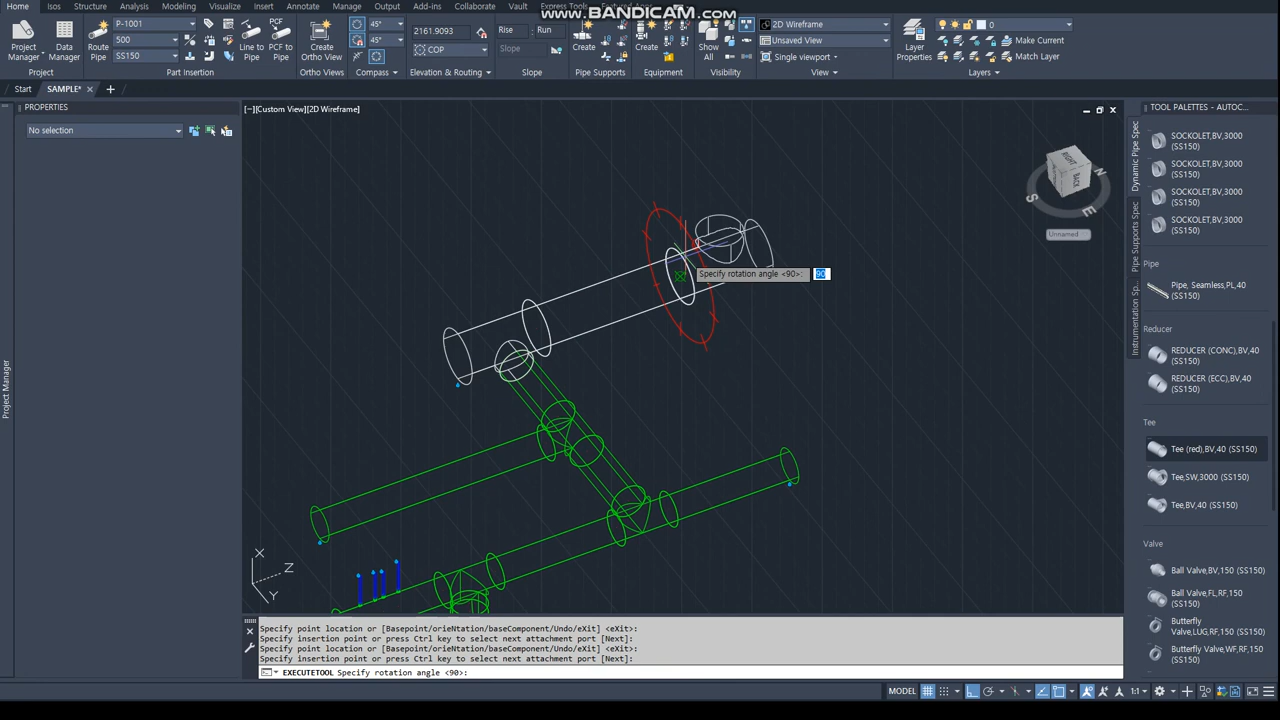 www.BANDICAM.com
Home Structure Analysis Modeling Visualize Insert Annotate Manage Output Add-ins Collaborate Vault
Project Manager
Data Manager
Project
Route Pipe
P-1001
500
SS150
Line to Pipe
PCF to Pipe
Part Insertion
Create Ortho View
Ortho Views
45°
45°
Compass
2161.9093
COP
Elevation & Routing
Rise
Run
Slope
Slope
Create
Pipe Supports
Create
Equipment
Show All
Visibility
2D Wireframe
Unsaved View
Single viewport
View
Layer Properties
0
Make Current
Match Layer
Layers
Start
SAMPLE*
PROPERTIES
No selection
Project Manager
[−][Custom View][2D Wireframe]
RIGHT
BACK
N
S
E
Unnamed
Specify rotation angle <90>:
90
X
Z
Y
Specify point location or [Basepoint/orieNtation/baseComponent/Undo/eXit] <eXit>:
Specify insertion point or press Ctrl key to select next attachment port [Next]:
Specify point location or [Basepoint/orieNtation/baseComponent/Undo/eXit] <eXit>:
Specify insertion point or press Ctrl key to select next attachment port [Next]:
EXECUTETOOL Specify rotation angle <90>:
TOOL PALETTES - AUTOC...
Dynamic Pipe Spec
Pipe Supports Spec
Instrumentation Sp...
SOCKOLET,BV,3000 (SS150)
SOCKOLET,BV,3000 (SS150)
SOCKOLET,BV,3000 (SS150)
SOCKOLET,BV,3000 (SS150)
Pipe
Pipe, Seamless,PL,40 (SS150)
Reducer
REDUCER (CONC),BV,40 (SS150)
REDUCER (ECC),BV,40 (SS150)
Tee
Tee (red),BV,40 (SS150)
Tee,SW,3000 (SS150)
Tee,BV,40 (SS150)
Valve
Ball Valve,BV,150 (SS150)
Ball Valve,FL,RF,150 (SS150)
Butterfly Valve,LUG,RF,150 (SS150)
Butterfly Valve,WF,RF,150 (SS150)
MODEL
1:1